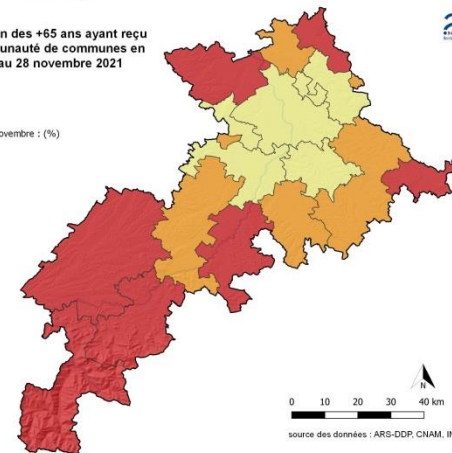 n des +65 ans ayant reçu
unauté de communes en
au 28 novembre 2021
ovembre : (%)
N
0 10 20 30 40 km
source des données : ARS-DDP, CNAM, IN